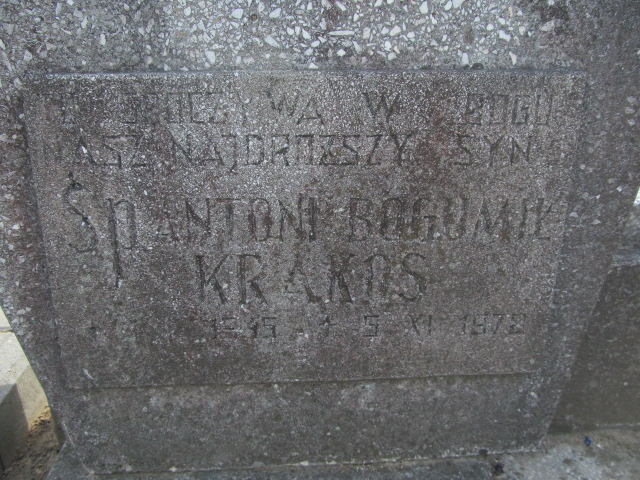 W BOGU
NASZ NAJDROŻSZY SYN
Śp ANTONI BOGUMIŁ
KRAKOS
5 XI 1972